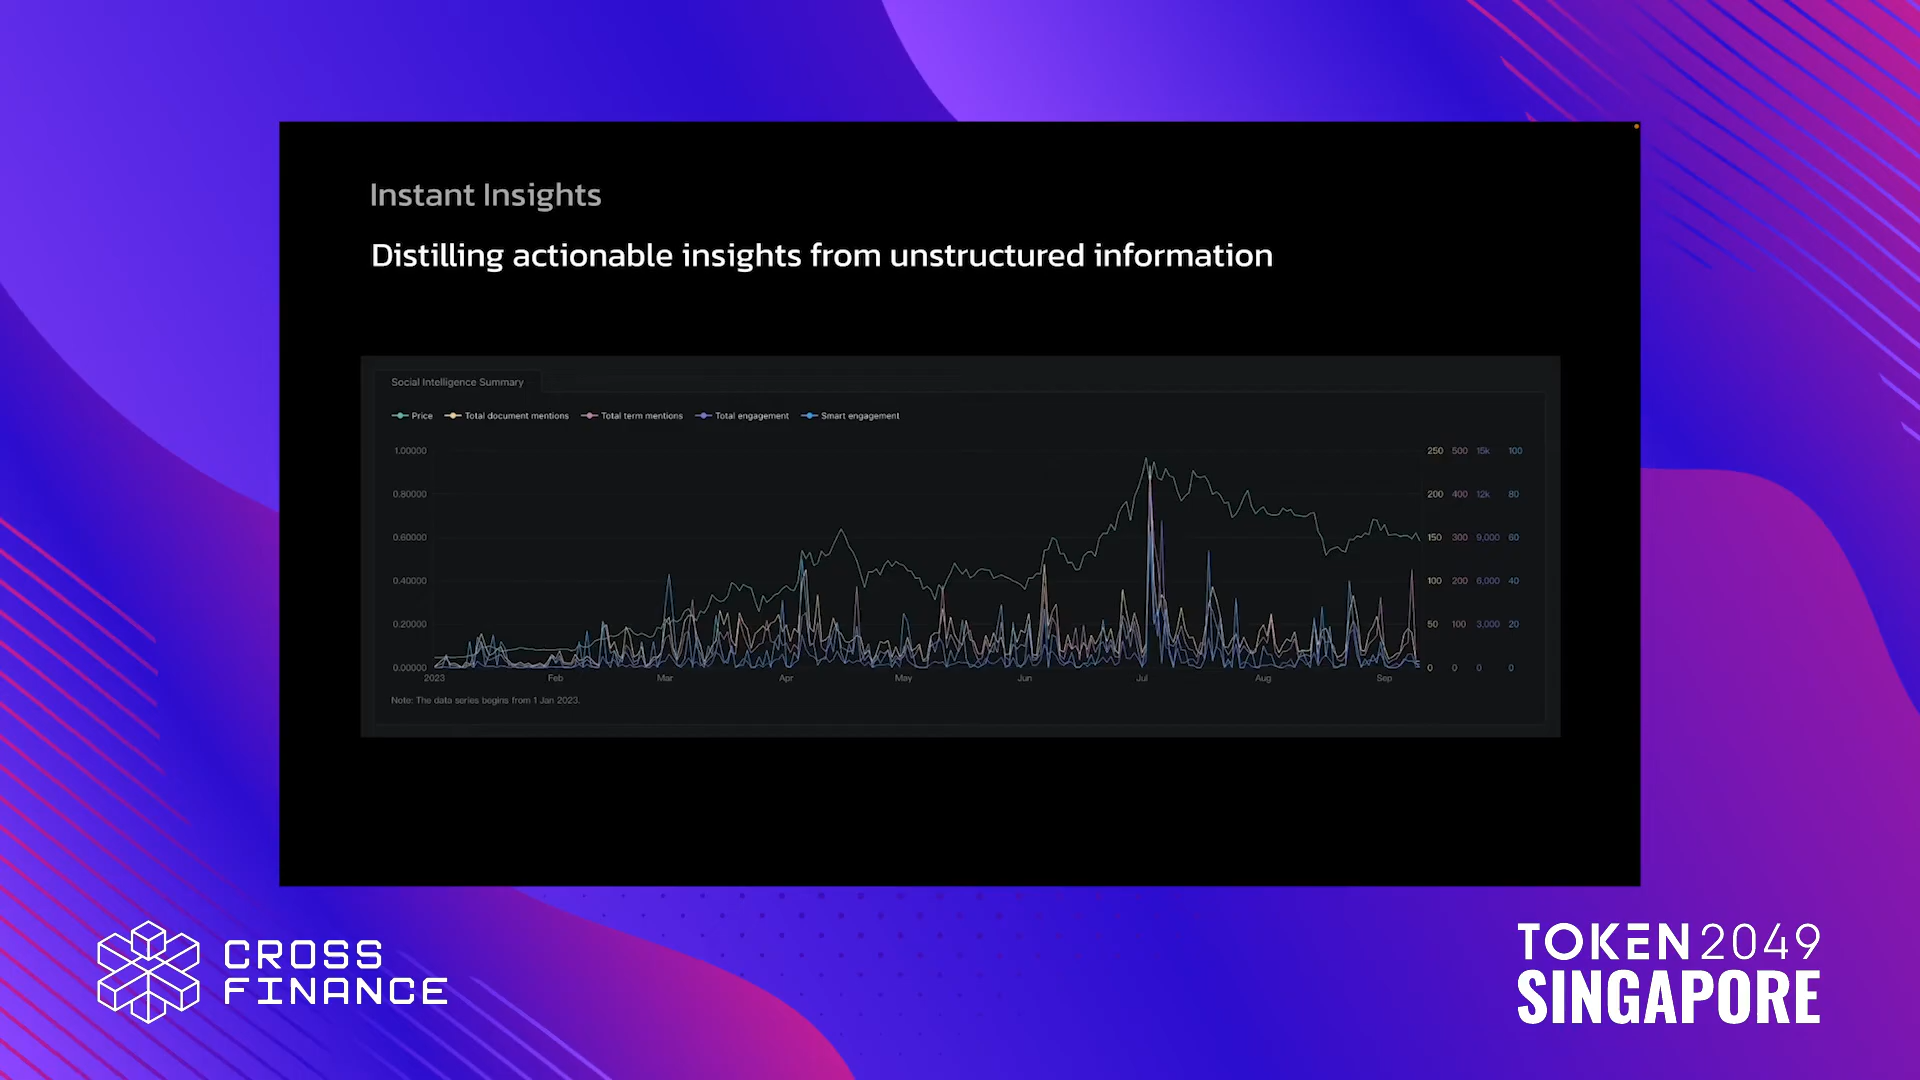 Instant Insights
Distilling actionable insights from unstructured information
Social Intelligence Summary
Price Total document mentions Total term mentions Total engagement Smart engagement
1.00000 250 500 15k 100
0.80000 200 400 12k 80
0.60000 150 300 9,000 60
0.40000 100 200 6,000 40
0.20000 50 100 3,000 20
0.00000 0 0 0 0
2023 Feb Mar Apr May Jun Jul Aug Sep
Note: The data series begins from 1 Jan 2023.
CROSS
FINANCE
TOKEN2049
SINGAPORE